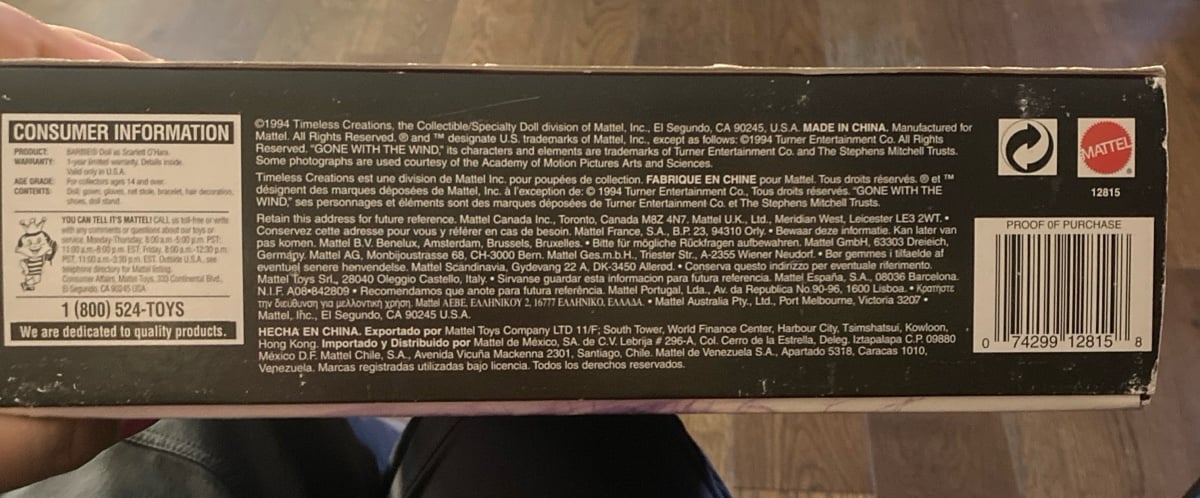 CONSUMER INFORMATION
PRODUCT: BARBIE® Doll as Scarlett O'Hara.
WARRANTY: 1-year limited warranty. Details inside.
Valid only in U.S.A.
AGE GRADE: For collectors ages 14 and over.
CONTENTS: Doll, gown, gloves, net stole, bracelet, hair decoration,
shoes, doll stand.
YOU CAN TELL IT'S MATTEL! CALL us toll-free or write
with any comments or questions about our toys or
service. Monday-Thursday, 8:00 a.m.-5:00 p.m. PST:
11:00 a.m.-8:00 p.m. EST. Friday, 8:00 a.m.-12:30 p.m.
PST, 11:00 a.m.-3:30 p.m. EST. Outside U.S.A., see
telephone directory for Mattel listing.
Consumer Affairs, Mattel Toys, 333 Continental Blvd.,
El Segundo, CA 90245 USA
1 (800) 524-TOYS
We are dedicated to quality products.
©1994 Timeless Creations, the Collectible/Specialty Doll division of Mattel, Inc., El Segundo, CA 90245, U.S.A. MADE IN CHINA. Manufactured for
Mattel. All Rights Reserved. ® and ™ designate U.S. trademarks of Mattel, Inc., except as follows: ©1994 Turner Entertainment Co. All Rights
Reserved. "GONE WITH THE WIND," its characters and elements are trademarks of Turner Entertainment Co. and The Stephens Mitchell Trusts.
Some photographs are used courtesy of the Academy of Motion Pictures Arts and Sciences.
Timeless Creations est une division de Mattel Inc. pour poupées de collection. FABRIQUE EN CHINE pour Mattel. Tous droits réservés. ® et ™
désignent des marques déposées de Mattel, Inc. à l'exception de: © 1994 Turner Entertainment Co., Tous droits réservés. "GONE WITH THE
WIND," ses personnages et éléments sont des marques déposées de Turner Entertainment Co. et The Stephens Mitchell Trusts.
Retain this address for future reference. Mattel Canada Inc., Toronto, Canada M8Z 4N7. Mattel U.K., Ltd., Meridian West, Leicester LE3 2WT. •
Conservez cette adresse pour vous y référer en cas de besoin. Mattel France, S.A., B.P. 23, 94310 Orly. • Bewaar deze informatie. Kan later van
pas komen. Mattel B.V. Benelux, Amsterdam, Brussels, Bruxelles. • Bitte für mögliche Rückfragen aufbewahren. Mattel GmbH, 63303 Dreieich,
Germany. Mattel AG, Monbijoustrasse 68, CH-3000 Bern. Mattel Ges.m.b.H., Triester Str., A-2355 Wiener Neudorf. • Bør gemmes i tilfælde af
eventuel senere henvendelse. Mattel Scandinavia, Gydevang 22 A, DK-3450 Allerød. • Conserva questo indirizzo per eventuale riferimento.
Mattel Toys Srl., 28040 Oleggio Castello, Italy. • Sirvanse guardar esta informacion para futura referencia. Mattel España, S.A., 08036 Barcelona.
N.I.F. A08-842809 • Recomendamos que anote para futura referência. Mattel Portugal, Lda., Av. da Republica No. 90-96, 1600 Lisboa. • Κρατήστε
την διεύθυνση για μελλοντική χρήση. Mattel ΑΕΒΕ, ΕΛΛΗΝΙΚΟΥ 2, 16777 ΕΛΛΗΝΙΚΟ, ΕΛΛΑΔΑ. • Mattel Australia Pty., Ltd., Port Melbourne, Victoria 3207 •
Mattel, Inc., El Segundo, CA 90245 U.S.A.
HECHA EN CHINA. Exportado por Mattel Toys Company LTD 11/F; South Tower, World Finance Center, Harbour City, Tsimshatsui, Kowloon,
Hong Kong. Importado y Distribuido por Mattel de México, SA. de C.V. Lebrija # 296-A, Col. Cerro de la Estrella, Deleg. Iztapalapa C.P. 09880
México D.F. Mattel Chile, S.A., Avenida Vicuña Mackenna 2301, Santiago, Chile. Mattel de Venezuela S.A., Apartado 5318, Caracas 1010,
Venezuela. Marcas registradas utilizadas bajo licencia. Todos los derechos reservados.
MATTEL®
12815
PROOF OF PURCHASE
0 74299 12815 8